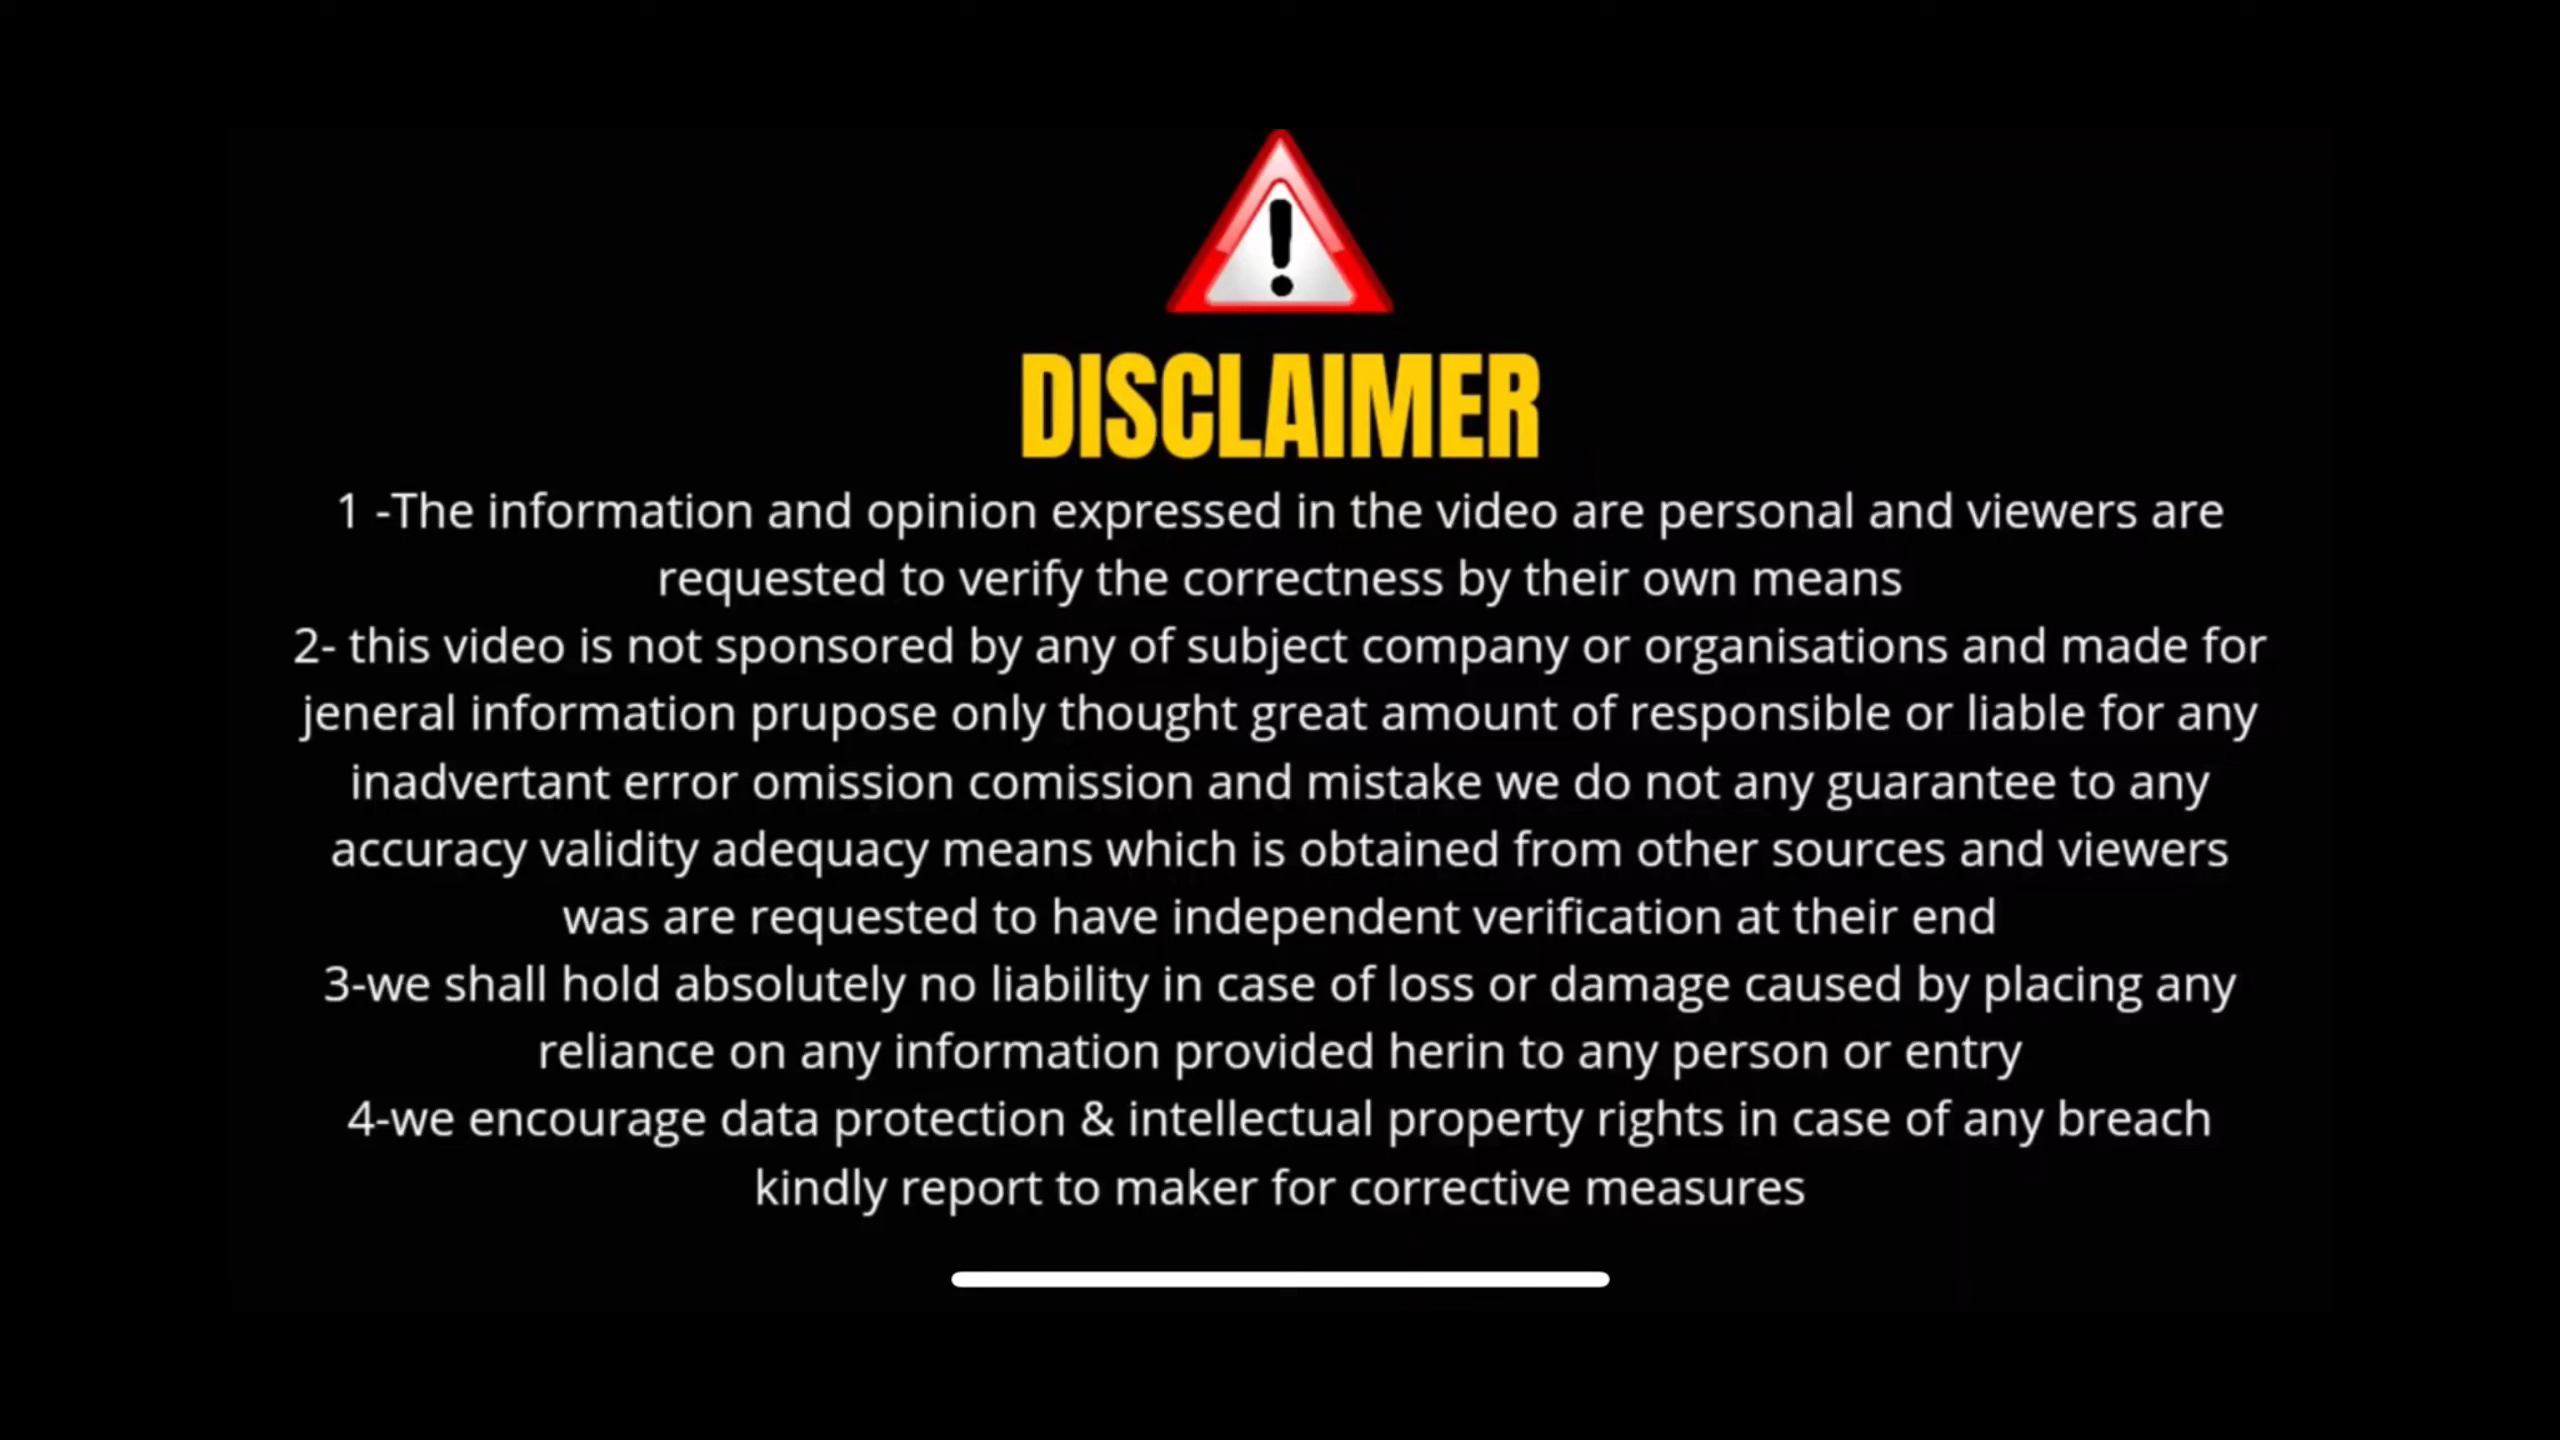 DISCLAIMER
1 -The information and opinion expressed in the video are personal and viewers are
requested to verify the correctness by their own means
2- this video is not sponsored by any of subject company or organisations and made for
jeneral information prupose only thought great amount of responsible or liable for any
inadvertant error omission comission and mistake we do not any guarantee to any
accuracy validity adequacy means which is obtained from other sources and viewers
was are requested to have independent verification at their end
3-we shall hold absolutely no liability in case of loss or damage caused by placing any
reliance on any information provided herin to any person or entry
4-we encourage data protection & intellectual property rights in case of any breach
kindly report to maker for corrective measures